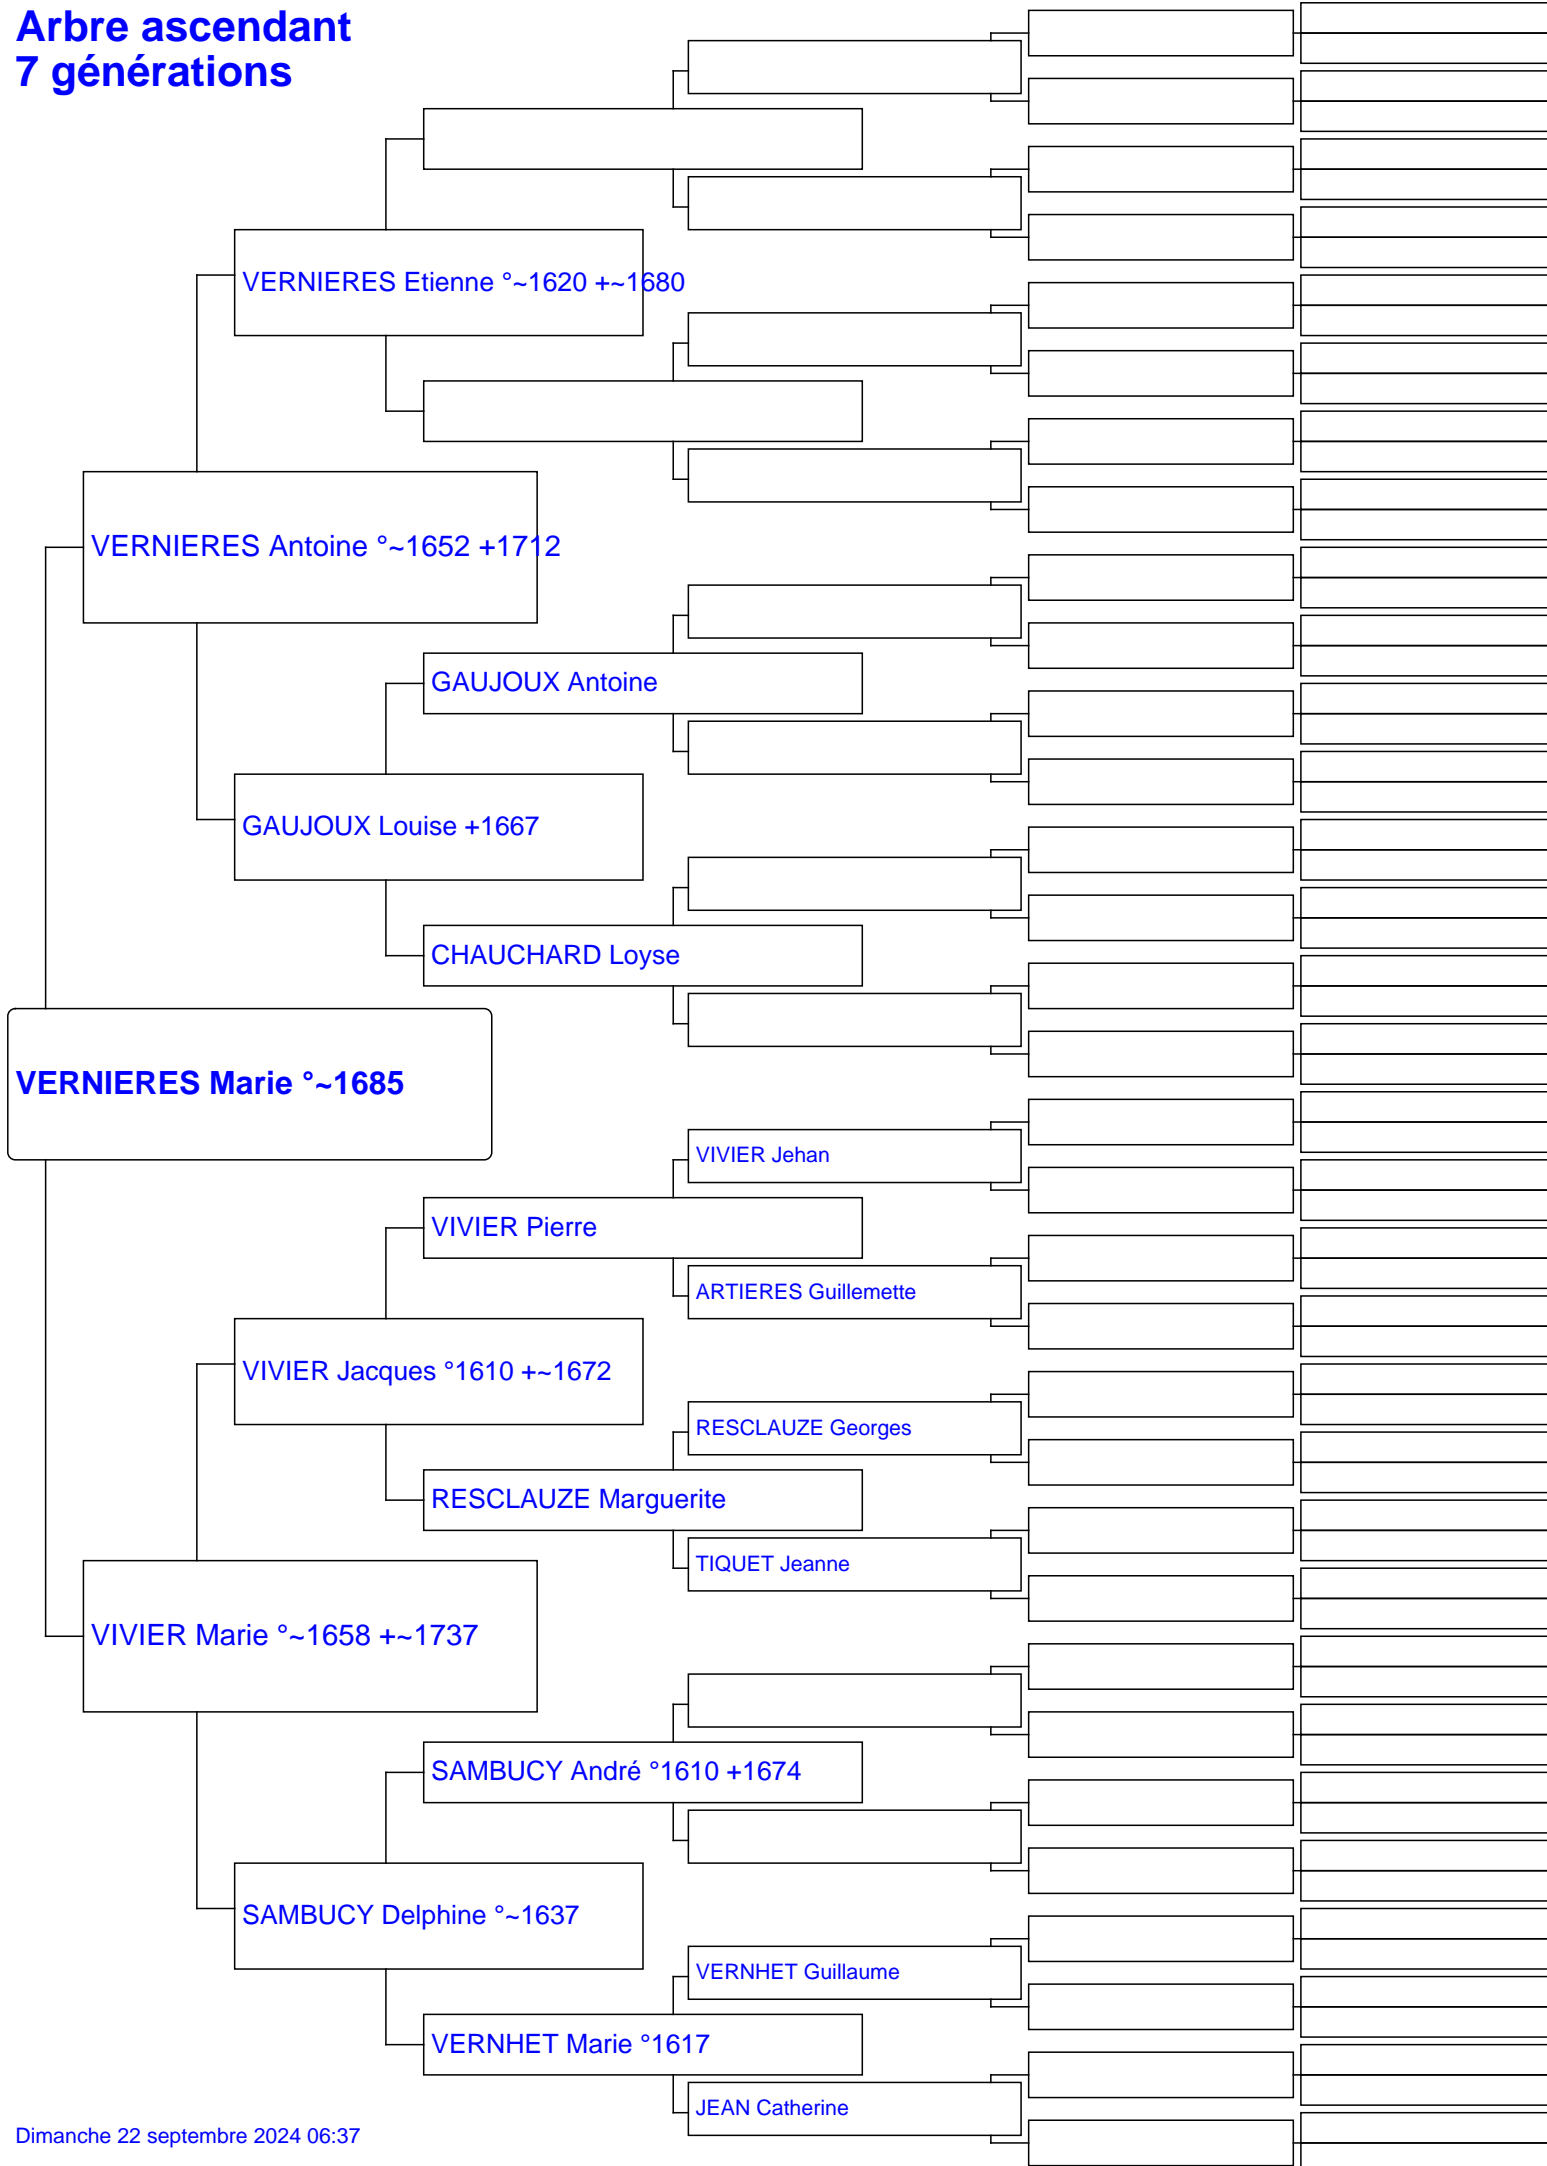 Arbre ascendant
7 générations
VERNIERES Etienne °~1620 +~1680
VERNIERES Antoine °~1652 +1712
GAUJOUX Antoine
GAUJOUX Louise +1667
CHAUCHARD Loyse
VERNIERES Marie °~1685
VIVIER Jehan
VIVIER Pierre
ARTIERES Guillemette
VIVIER Jacques °1610 +~1672
RESCLAUZE Georges
RESCLAUZE Marguerite
TIQUET Jeanne
VIVIER Marie °~1658 +~1737
SAMBUCY André °1610 +1674
SAMBUCY Delphine °~1637
VERNHET Guillaume
VERNHET Marie °1617
JEAN Catherine
Dimanche 22 septembre 2024 06:37